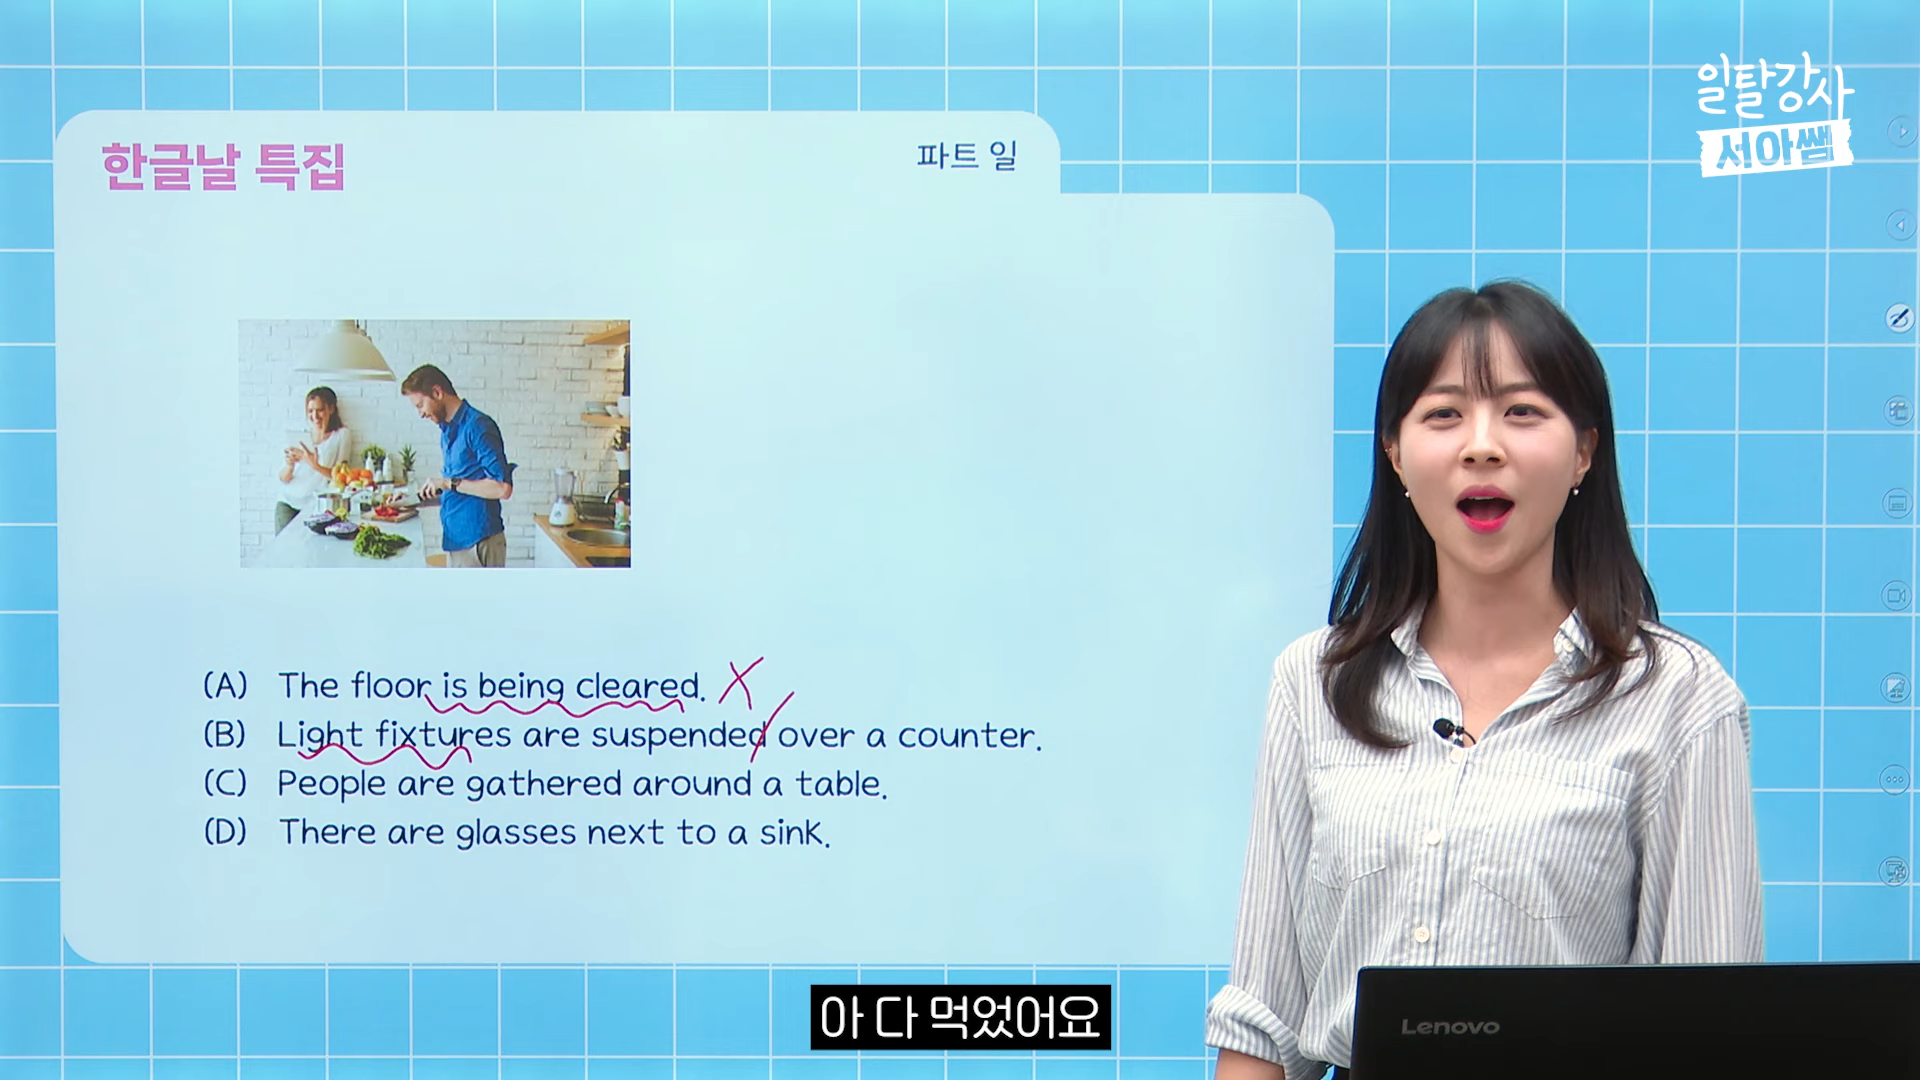 일탈강사
서아쌤
한글날 특집
파트 일
(A) The floor is being cleared. X
(B) Light fixtures are suspended / over a counter.
(C) People are gathered around a table.
(D) There are glasses next to a sink.
아 다 먹었어요
Lenovo